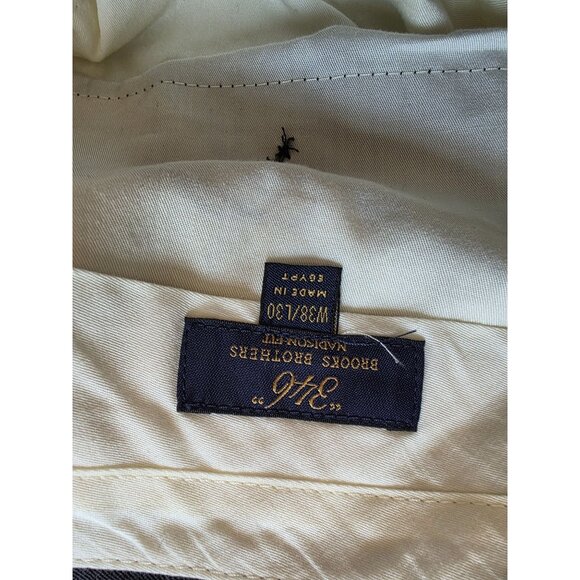 "346"
BROOKS BROTHERS
MADISON FIT
W38/L30
MADE IN
EGYPT